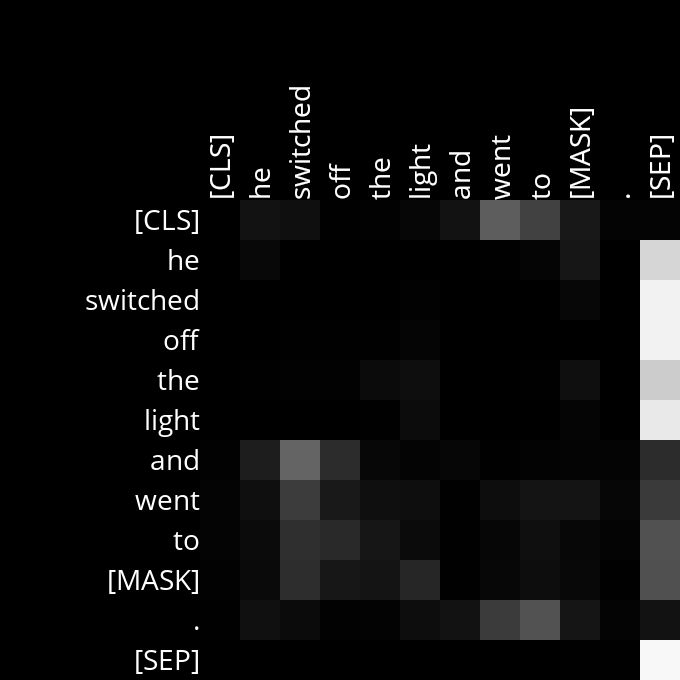 [CLS] he switched off the light and went to [MASK] . [SEP]
[CLS]
he
switched
off
the
light
and
went
to
[MASK]
.
[SEP]